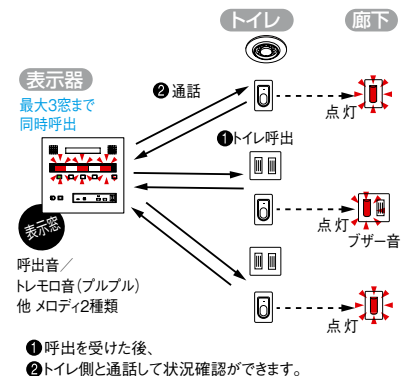 トイレ
廊下
表示器
最大3窓まで
同時呼出
❷通話
点灯
❶トイレ呼出
表示窓
点灯
ブザー音
呼出音／
トレモロ音(プルプル)
他 メロディ2種類
点灯
❶呼出を受けた後、
❷トイレ側と通話して状況確認ができます。